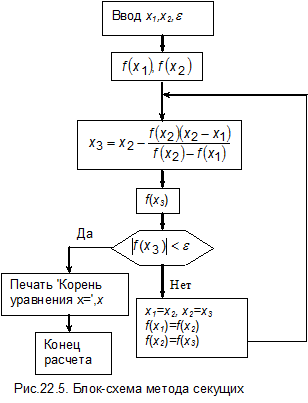 Ввод x₁,x₂,ε
f(x₁), f(x₂)
x₃ = x₂ − f(x₂)(x₂ − x₁) / f(x₂) − f(x₁)
f(x₃)
Да
|f(x₃)| < ε
Нет
Печать 'Корень
уравнения x=',x
x₁=x₂, x₂=x₃
f(x₁)=f(x₂)
f(x₂)=f(x₃)
Конец
расчета
Рис.22.5. Блок-схема метода секущих